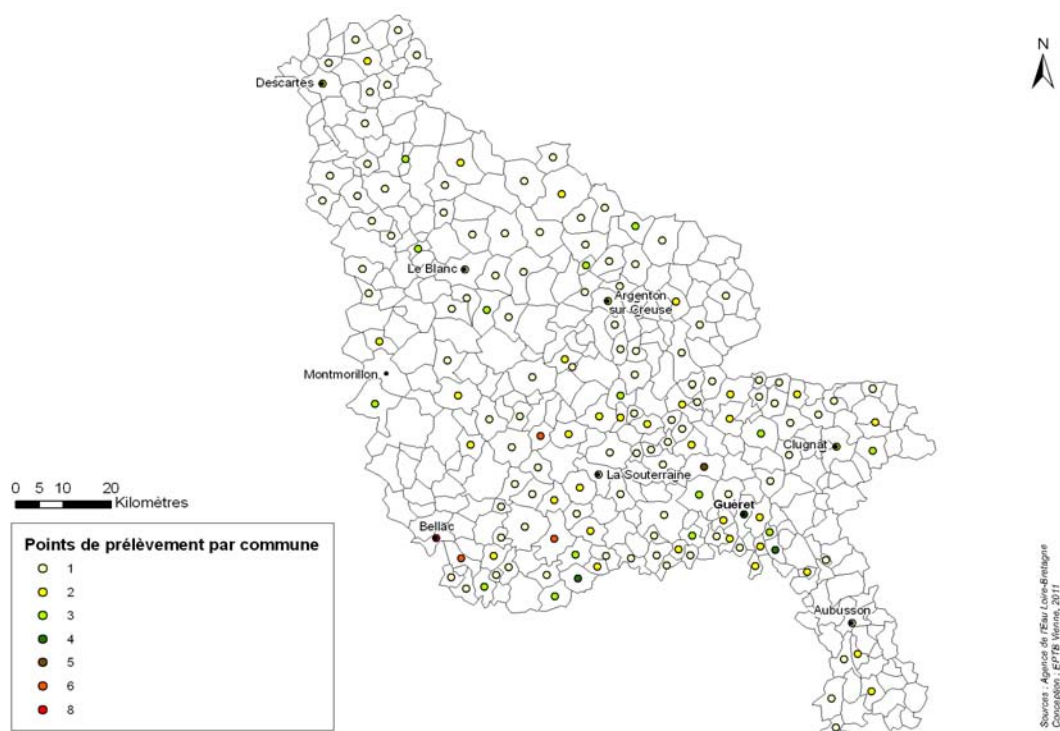 N
Descartes
Le Blanc
Argenton
sur Creuse
Montmorillon
Clugnat
La Souterraine
0 5 10 20
Kilomètres
Guéret
Bellac
Points de prélèvement par commune
1
2
3
4
5
6
8
Aubusson
Sources : Agence de l'Eau Loire-Bretagne
Conception : EPTB Vienne, 2011